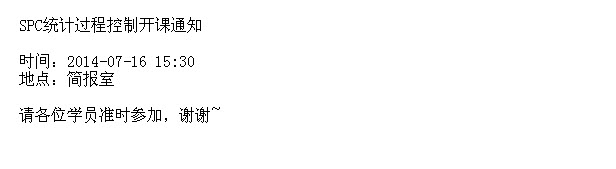 SPC统计过程控制开课通知
时间：2014-07-16 15:30
地点：简报室
请各位学员准时参加，谢谢~